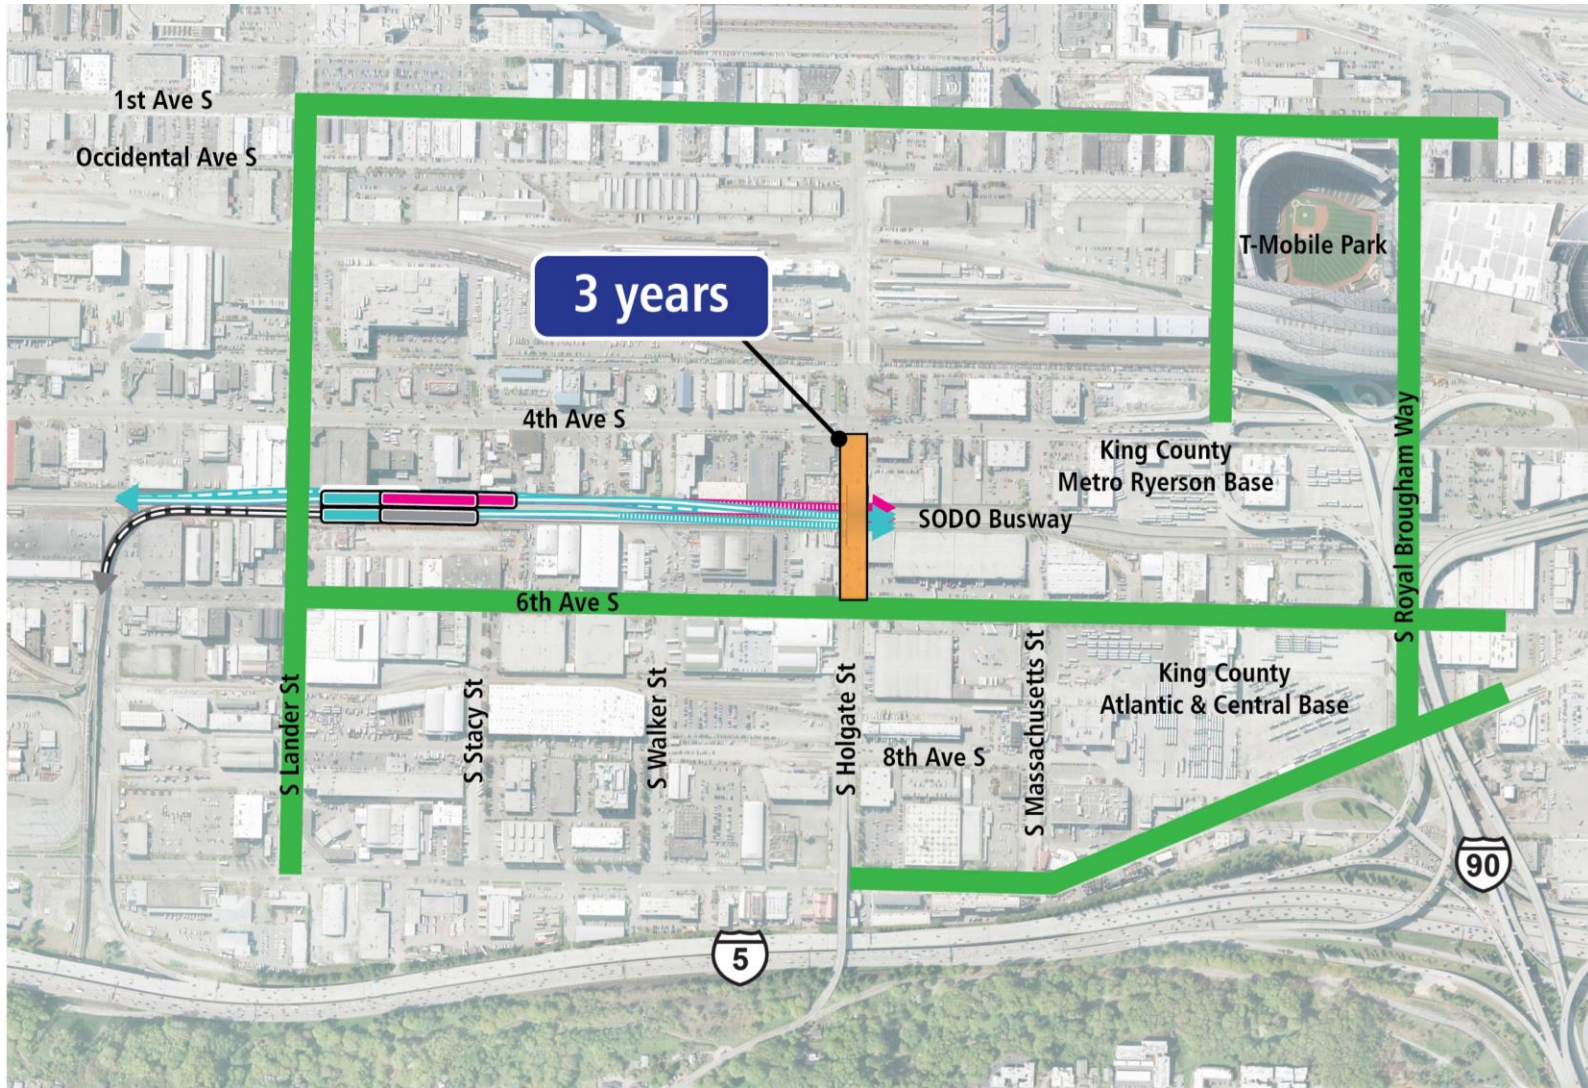 1st Ave S
Occidental Ave S
T-Mobile Park
3 years
4th Ave S
King County
Metro Ryerson Base
SODO Busway
S Royal Brougham Way
6th Ave S
S Lander St
S Stacy St
S Walker St
S Holgate St
S Massachusetts St
King County
Atlantic & Central Base
8th Ave S
90
5